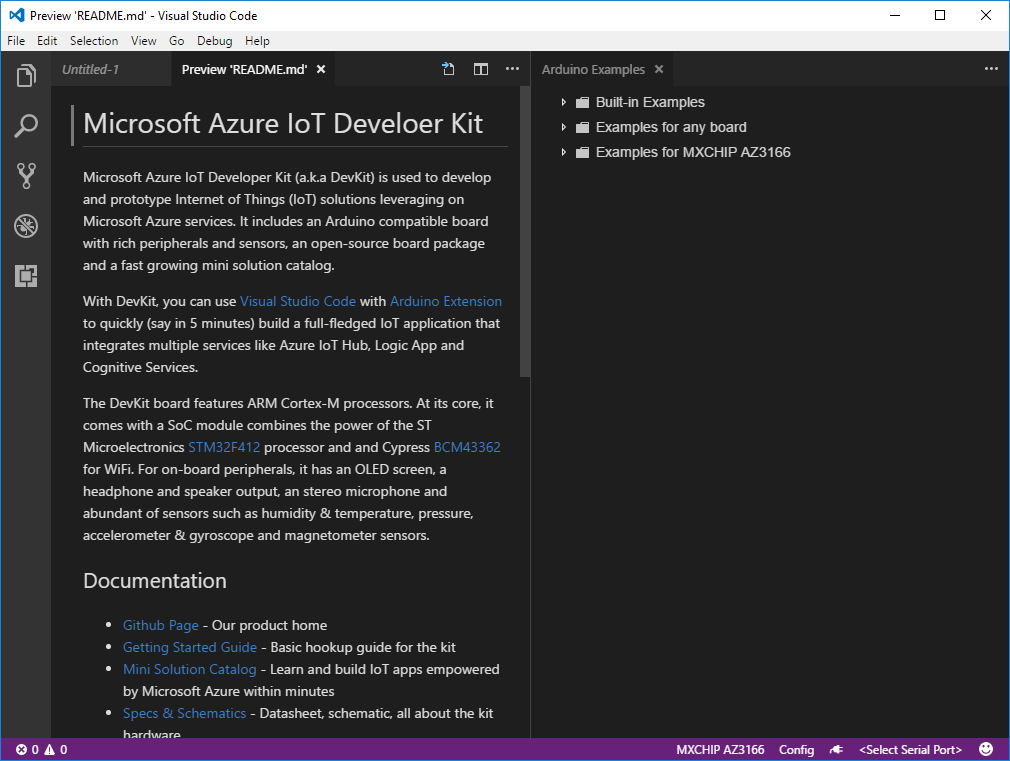 Preview 'README.md' - Visual Studio Code
File Edit Selection View Go Debug Help
Untitled-1
Preview 'README.md'
Microsoft Azure IoT Develoer Kit
Microsoft Azure IoT Developer Kit (a.k.a DevKit) is used to develop
and prototype Internet of Things (IoT) solutions leveraging on
Microsoft Azure services. It includes an Arduino compatible board
with rich peripherals and sensors, an open-source board package
and a fast growing mini solution catalog.
With DevKit, you can use Visual Studio Code with Arduino Extension
to quickly (say in 5 minutes) build a full-fledged IoT application that
integrates multiple services like Azure IoT Hub, Logic App and
Cognitive Services.
The DevKit board features ARM Cortex-M processors. At its core, it
comes with a SoC module combines the power of the ST
Microelectronics STM32F412 processor and and Cypress BCM43362
for WiFi. For on-board peripherals, it has an OLED screen, a
headphone and speaker output, an stereo microphone and
abundant of sensors such as humidity & temperature, pressure,
accelerometer & gyroscope and magnetometer sensors.
Documentation
Github Page - Our product home
Getting Started Guide - Basic hookup guide for the kit
Mini Solution Catalog - Learn and build IoT apps empowered
by Microsoft Azure within minutes
Specs & Schematics - Datasheet, schematic, all about the kit
hardware
Arduino Examples
Built-in Examples
Examples for any board
Examples for MXCHIP AZ3166
0 0
MXCHIP AZ3166 Config <Select Serial Port>